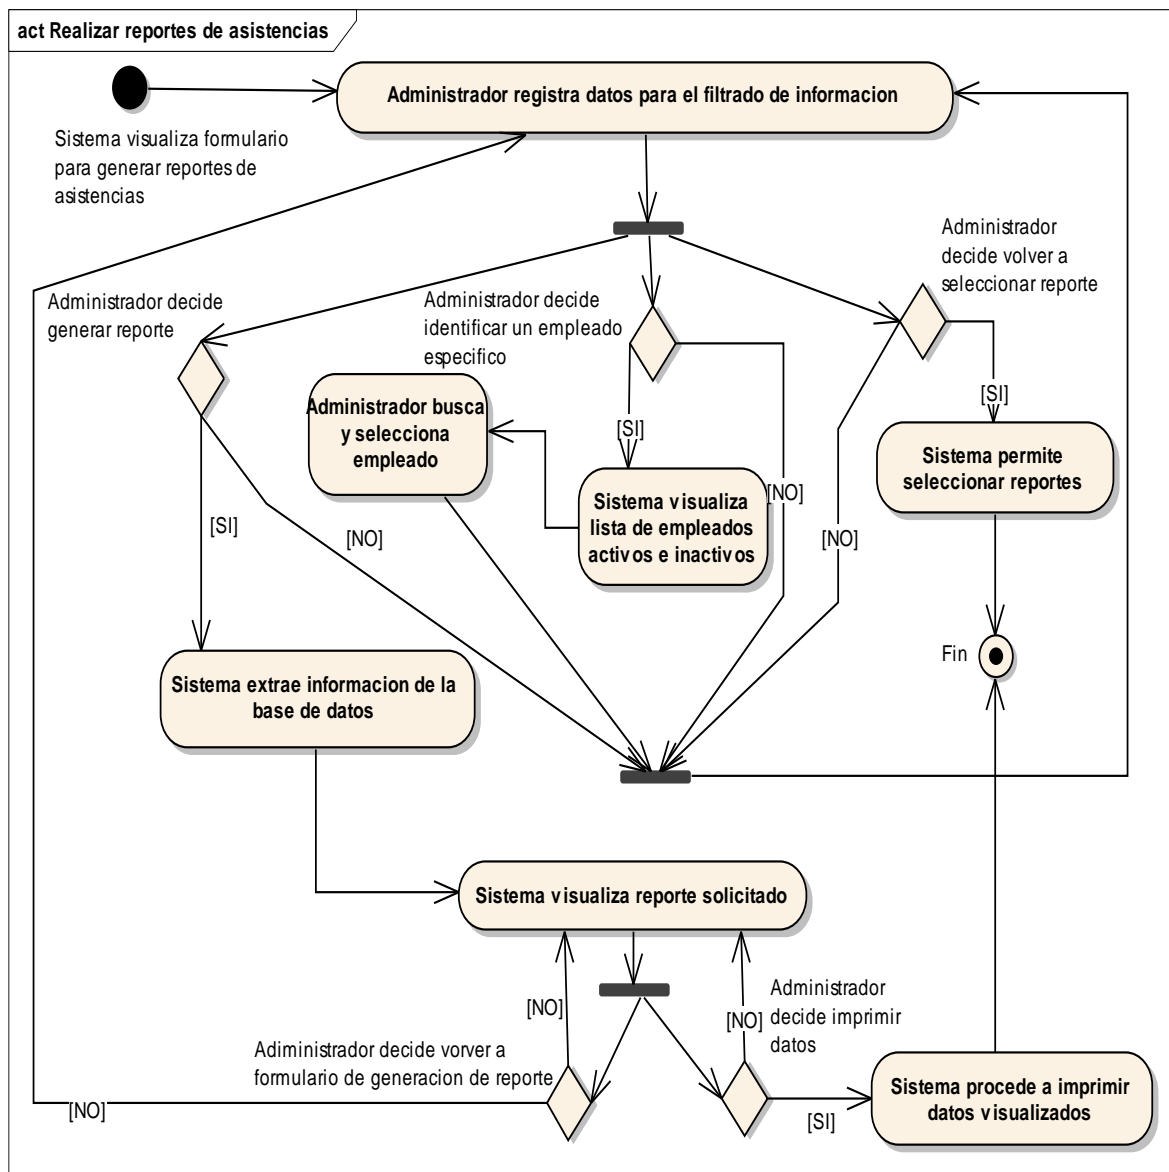 act Realizar reportes de asistencias
Administrador registra datos para el filtrado de informacion
Sistema visualiza formulario
para generar reportes de
asistencias
Administrador
decide volver a
seleccionar reporte
Administrador decide
generar reporte
Administrador decide
identificar un empleado
especifico
[SI]
Administrador busca
y selecciona
empleado
[SI]
Sistema permite
seleccionar reportes
Sistema visualiza
lista de empleados
activos e inactivos
[NO]
[SI]
[NO]
[NO]
Fin
Sistema extrae informacion de la
base de datos
Sistema visualiza reporte solicitado
Administrador
decide imprimir
datos
[NO]
[NO]
Adiministrador decide vorver a
formulario de generacion de reporte
Sistema procede a imprimir
datos visualizados
[NO]
[SI]